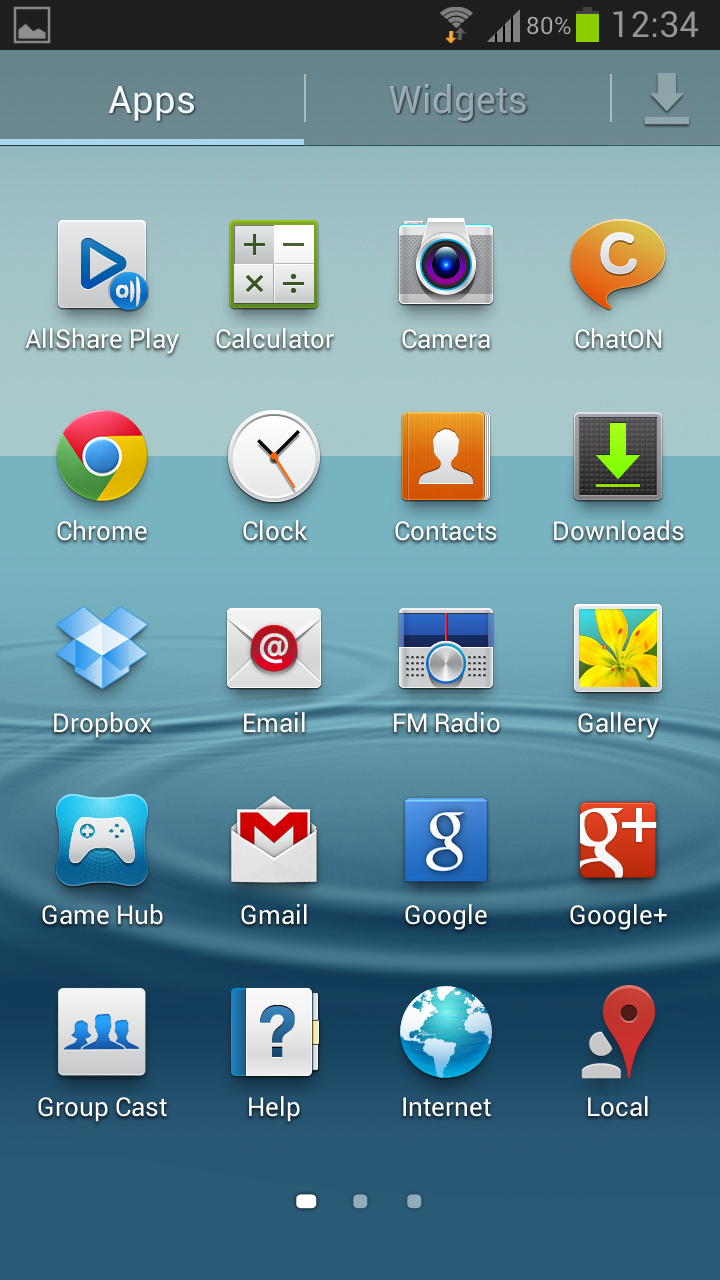 80% 12:34
Apps Widgets
AllShare Play Calculator Camera ChatON
Chrome Clock Contacts Downloads
Dropbox Email FM Radio Gallery
Game Hub Gmail Google Google+
Group Cast Help Internet Local